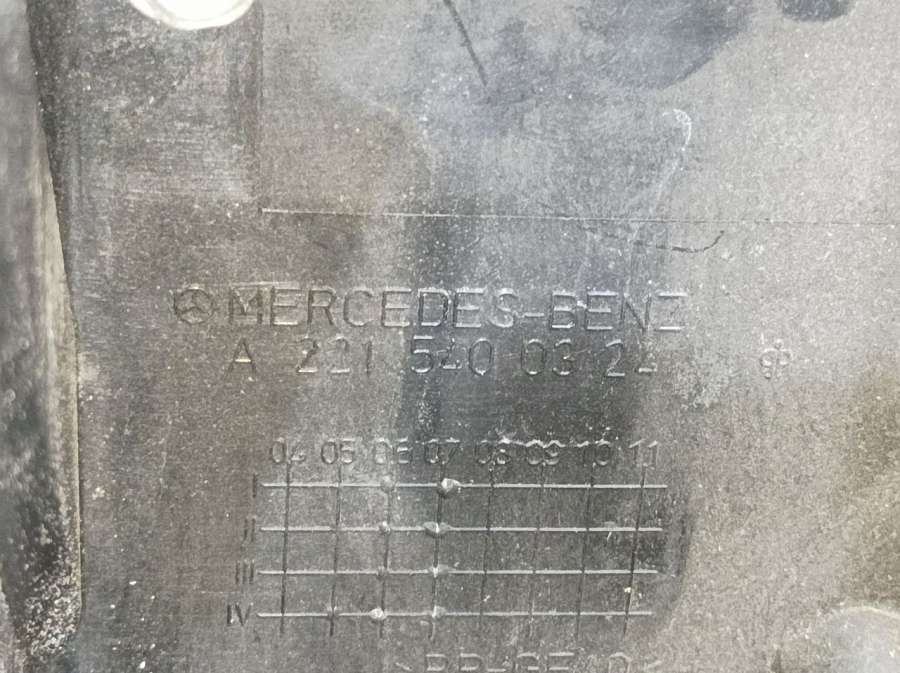 MERCEDES-BENZ
A 221 540 03 24
04 05 06 07 08 09 10 11
I
II
III
IV